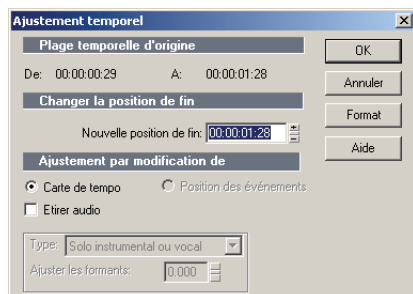 Ajustement temporel
Plage temporelle d'origine
OK
De: 00:00:00:29 A: 00:00:01:28
Annuler
Changer la position de fin
Format
Nouvelle position de fin: 00:00:01:28
Aide
Ajustement par modification de
Carte de tempo Position des événements
Etirer audio
Type: Solo instrumental ou vocal
Ajuster les formants: 0.000